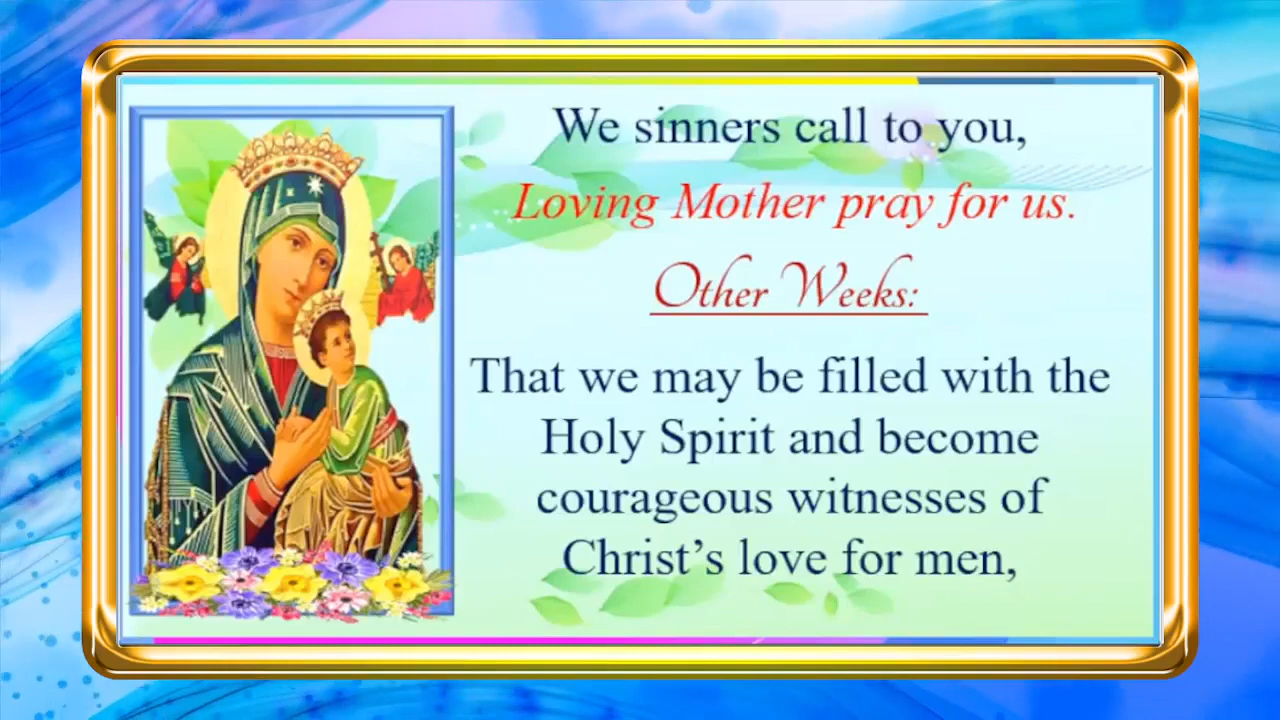 We sinners call to you,
Loving Mother pray for us.
Other Weeks:
That we may be filled with the
Holy Spirit and become
courageous witnesses of
Christ’s love for men,